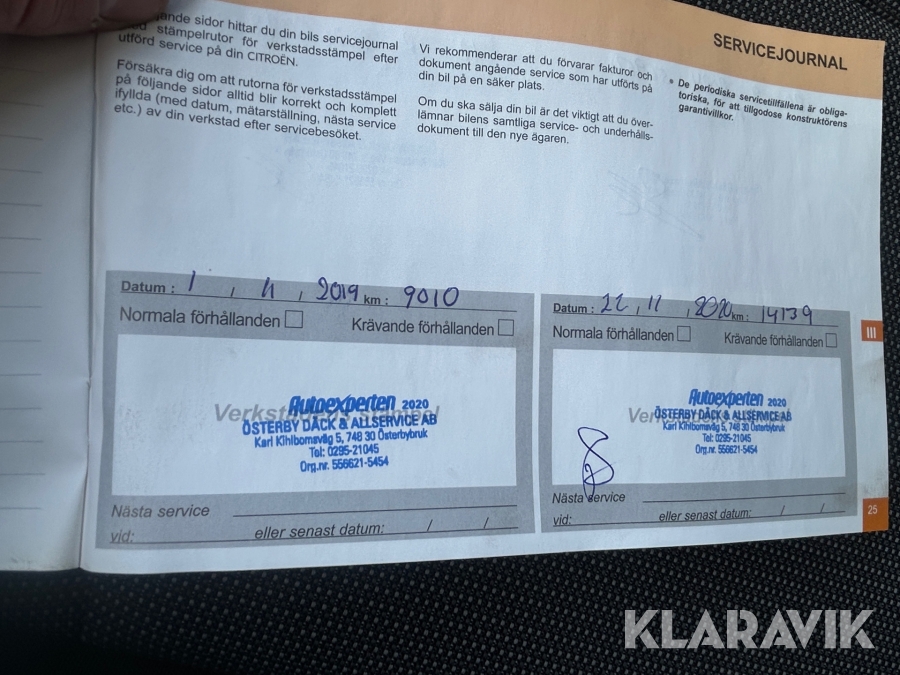 SERVICEJOURNAL
ande sidor hittar du din bils servicejournal
stämpelrutor för verkstadsstämpel efter
utförd service på din CITROËN.
Försäkra dig om att rutorna för verkstadsstämpel
på följande sidor alltid blir korrekt och komplett
ifyllda (med datum, mätarställning, nästa service
etc.) av din verkstad efter servicebesöket.
Vi rekommenderar att du förvarar fakturor och
dokument angående service som har utförts på
din bil på en säker plats.
Om du ska sälja din bil är det viktigt att du över-
lämnar bilens samtliga service- och underhålls-
dokument till den nye ägaren.
• De periodiska servicetillfällena är obliga-
toriska, för att tillgodose konstruktörens
garantivillkor.
Datum : 1 , 11 , 2019 km : 9010
Normala förhållanden Krävande förhållanden
Verkstadens stämpel
Autoexperten 2020
ÖSTERBY DÄCK & ALLSERVICE AB
Karl Kihlbomsväg 5, 748 30 Österbybruk
Tel: 0295-21045
Org.nr. 556621-5454
Nästa service
vid: eller senast datum: / /
Datum : 22 , 11 , 2020 km : 14139
Normala förhållanden Krävande förhållanden
Verkstadens stämpel
Autoexperten 2020
ÖSTERBY DÄCK & ALLSERVICE AB
Karl Kihlbomsväg 5, 748 30 Österbybruk
Tel: 0295-21045
Org.nr. 556621-5454
Nästa service
vid: eller senast datum: / /
III
25
KLARAVIK